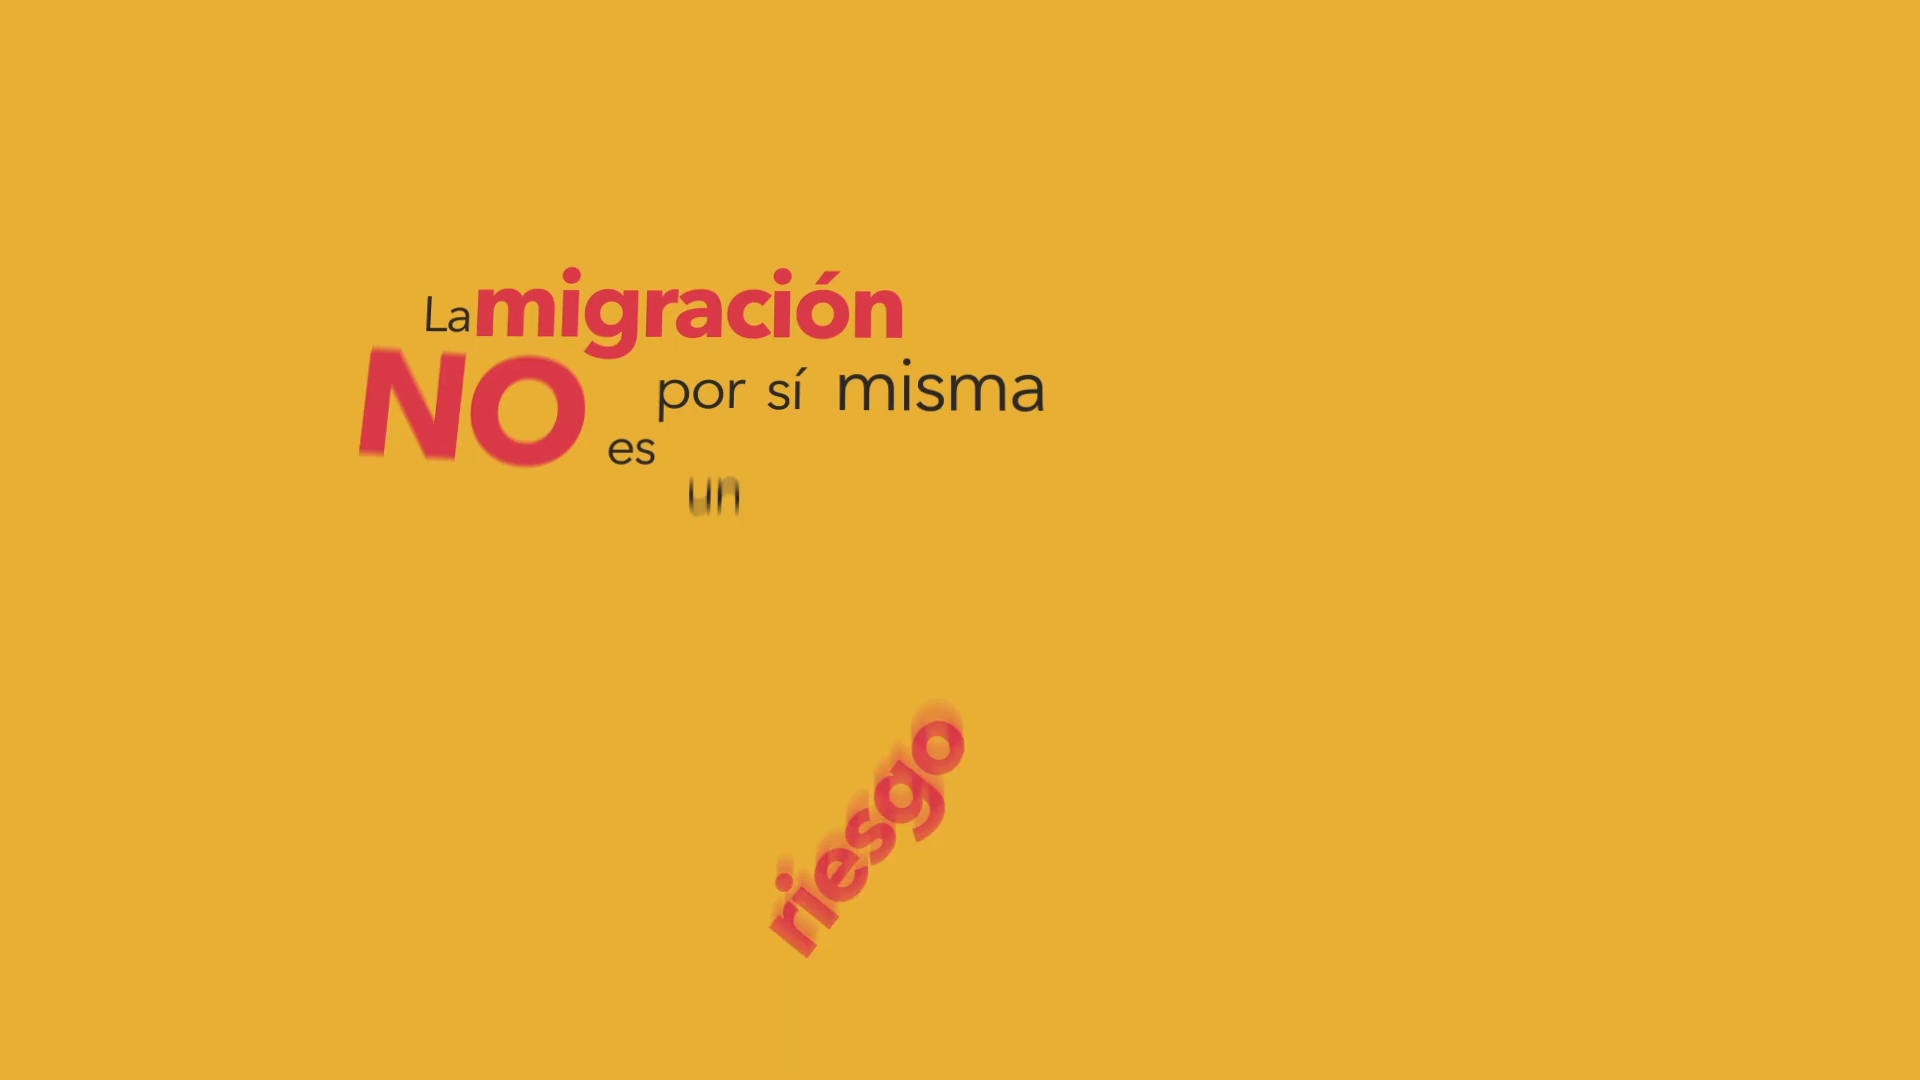 La migración
NO por sí misma
es
un
riesgo